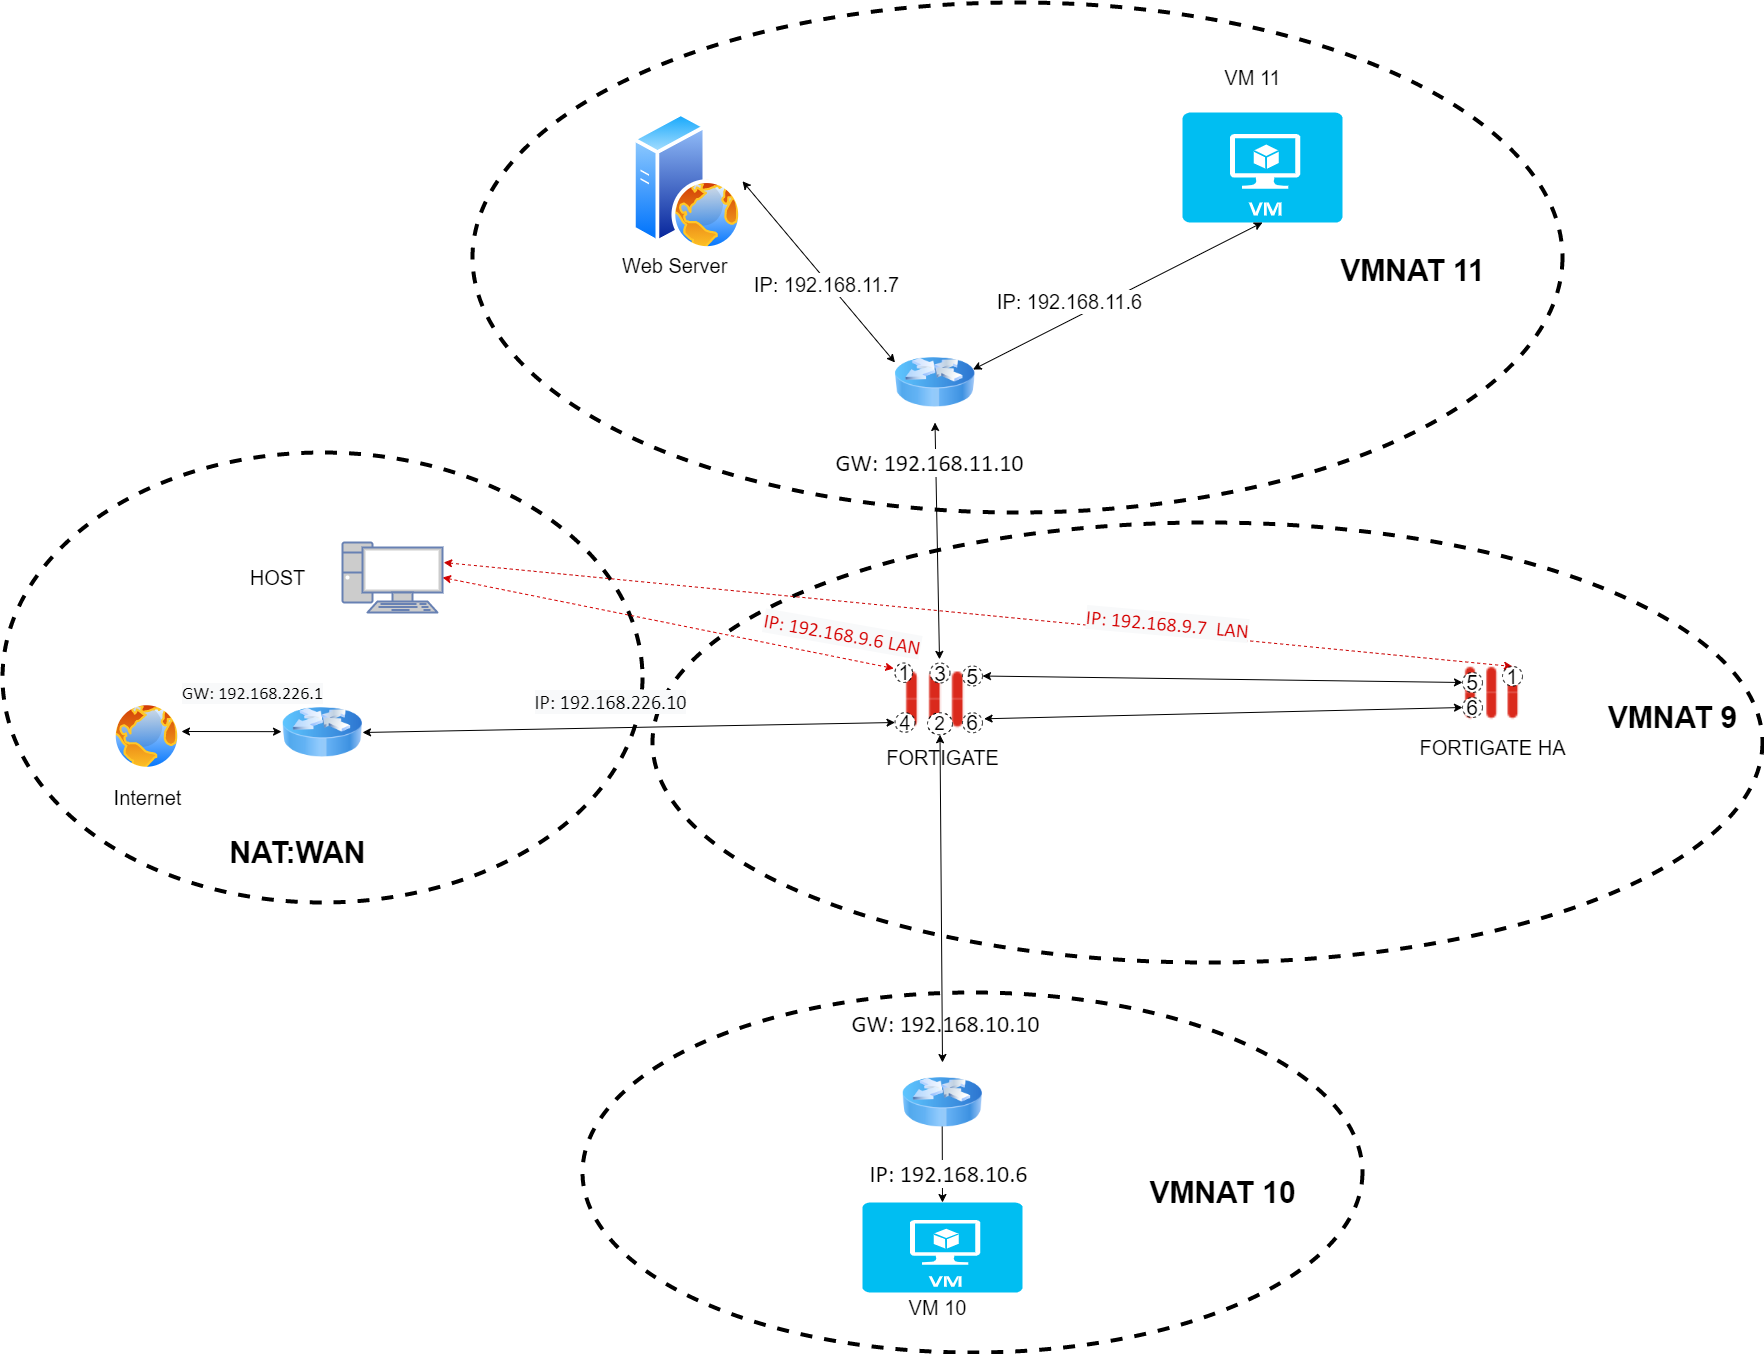 VM 11
VM
Web Server
VMNAT 11
IP: 192.168.11.7
IP: 192.168.11.6
GW: 192.168.11.10
HOST
IP: 192.168.9.6 LAN
IP: 192.168.9.7 LAN
1
3
5
5
1
GW: 192.168.226.1
IP: 192.168.226.10
4
2
6
6
VMNAT 9
FORTIGATE
FORTIGATE HA
Internet
NAT:WAN
GW: 192.168.10.10
IP: 192.168.10.6
VMNAT 10
VM
VM 10